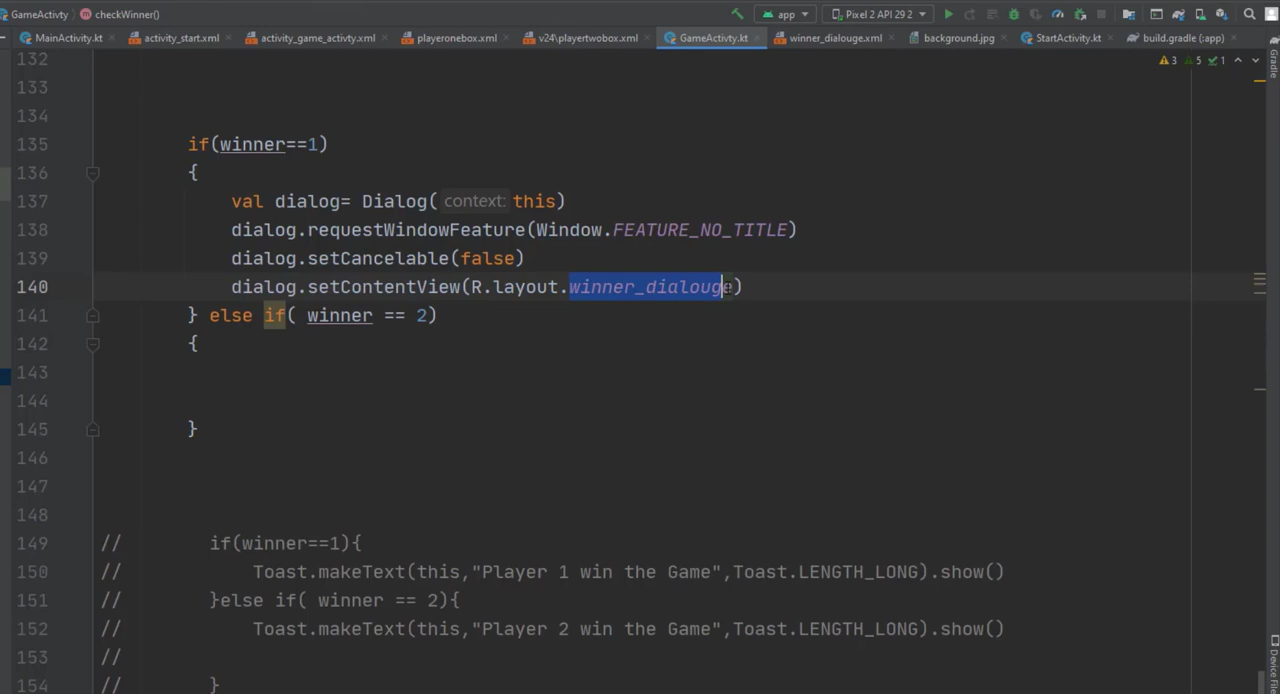 GameActivty checkWinner() app Pixel 2 API 29 2
MainActivity.kt activity_start.xml activity_game_activty.xml playeronebox.xml v24\playertwobox.xml GameActivty.kt winner_dialouge.xml background.jpg StartActivity.kt build.gradle (:app)
132 3 5 1
133
134
135 if(winner==1)
136 {
137 val dialog= Dialog( context: this)
138 dialog.requestWindowFeature(Window.FEATURE_NO_TITLE)
139 dialog.setCancelable(false)
140 dialog.setContentView(R.layout.winner_dialouge)
141 } else if( winner == 2)
142 {
143
144
145 }
146
147
148
149 // if(winner==1){
150 // Toast.makeText(this,"Player 1 win the Game",Toast.LENGTH_LONG).show()
151 // }else if( winner == 2){
152 // Toast.makeText(this,"Player 2 win the Game",Toast.LENGTH_LONG).show()
153 //
154 // }
Gradle